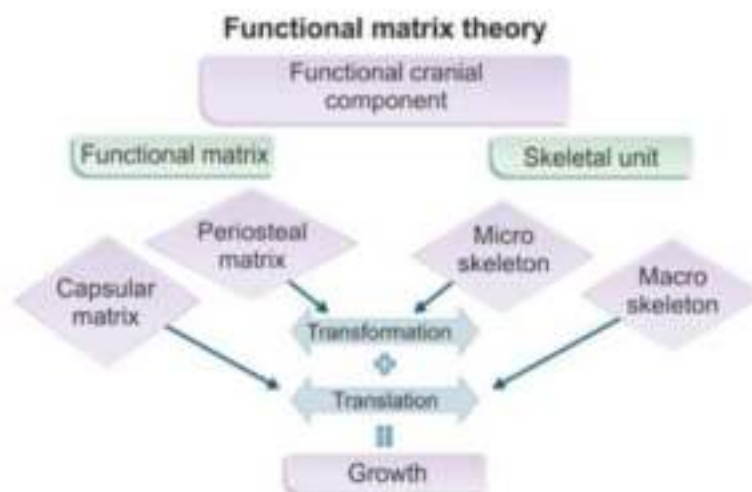 Functional matrix theory
Functional cranial
component
Functional matrix
Skeletal unit
Periosteal
matrix
Micro
skeleton
Capsular
matrix
Macro
skeleton
Transformation
Translation
Growth